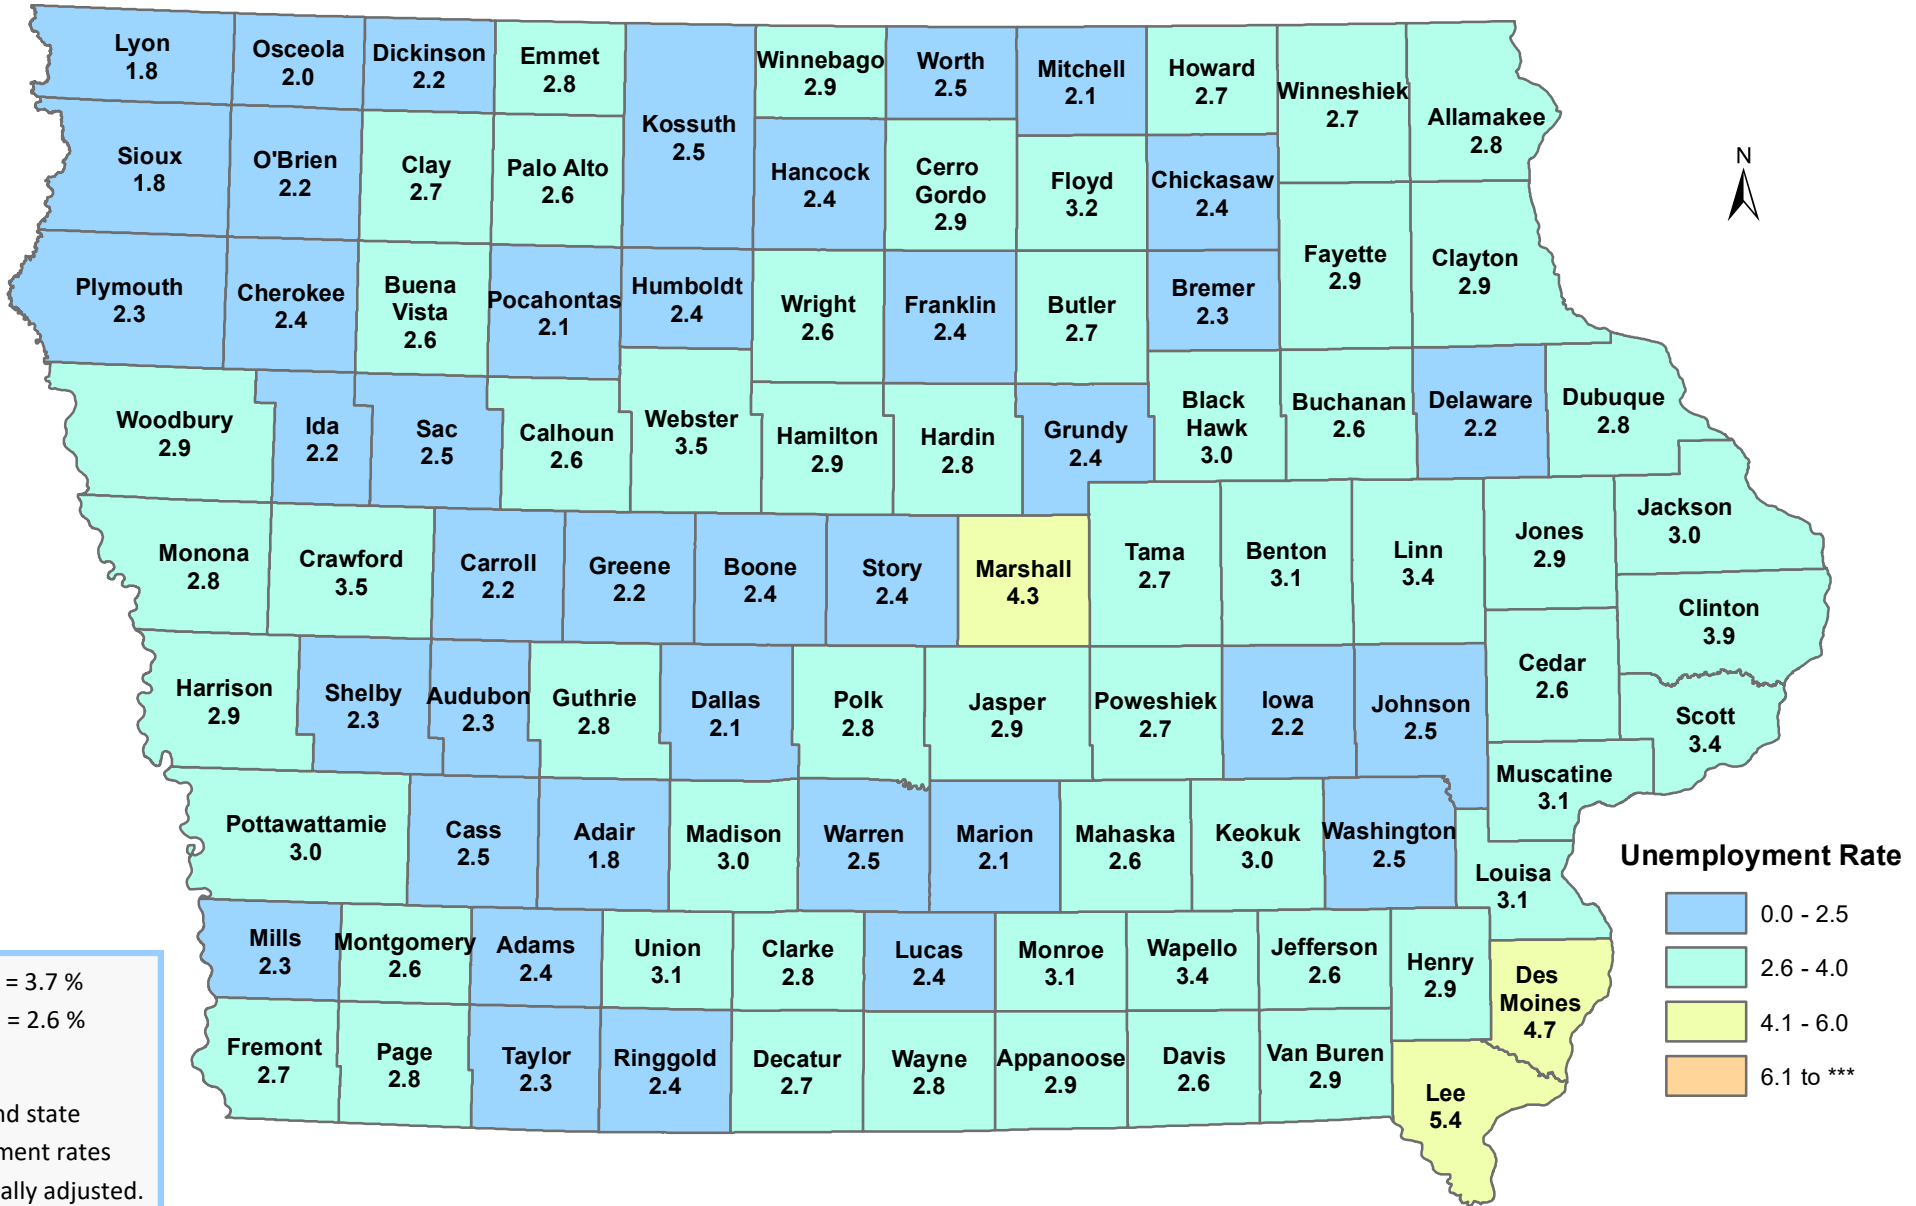 Lyon
1.8
Osceola
2.0
Dickinson
2.2
Emmet
2.8
Kossuth
2.5
Winnebago
2.9
Worth
2.5
Mitchell
2.1
Howard
2.7
Winneshiek
2.7
Allamakee
2.8
Sioux
1.8
O'Brien
2.2
Clay
2.7
Palo Alto
2.6
Hancock
2.4
Cerro
Gordo
2.9
Floyd
3.2
Chickasaw
2.4
N
Plymouth
2.3
Cherokee
2.4
Buena
Vista
2.6
Pocahontas
2.1
Humboldt
2.4
Wright
2.6
Franklin
2.4
Butler
2.7
Bremer
2.3
Fayette
2.9
Clayton
2.9
Woodbury
2.9
Ida
2.2
Sac
2.5
Calhoun
2.6
Webster
3.5
Hamilton
2.9
Hardin
2.8
Grundy
2.4
Black
Hawk
3.0
Buchanan
2.6
Delaware
2.2
Dubuque
2.8
Monona
2.8
Crawford
3.5
Carroll
2.2
Greene
2.2
Boone
2.4
Story
2.4
Marshall
4.3
Tama
2.7
Benton
3.1
Linn
3.4
Jones
2.9
Jackson
3.0
Clinton
3.9
Harrison
2.9
Shelby
2.3
Audubon
2.3
Guthrie
2.8
Dallas
2.1
Polk
2.8
Jasper
2.9
Poweshiek
2.7
Iowa
2.2
Johnson
2.5
Cedar
2.6
Scott
3.4
Muscatine
3.1
Pottawattamie
3.0
Cass
2.5
Adair
1.8
Madison
3.0
Warren
2.5
Marion
2.1
Mahaska
2.6
Keokuk
3.0
Washington
2.5
Louisa
3.1
Mills
2.3
Montgomery
2.6
Adams
2.4
Union
3.1
Clarke
2.8
Lucas
2.4
Monroe
3.1
Wapello
3.4
Jefferson
2.6
Henry
2.9
Des
Moines
4.7
Fremont
2.7
Page
2.8
Taylor
2.3
Ringgold
2.4
Decatur
2.7
Wayne
2.8
Appanoose
2.9
Davis
2.6
Van Buren
2.9
Lee
5.4
Unemployment Rate
0.0 - 2.5
2.6 - 4.0
4.1 - 6.0
6.1 to ***
= 3.7 %
= 2.6 %
nd state
ment rates
ally adjusted.